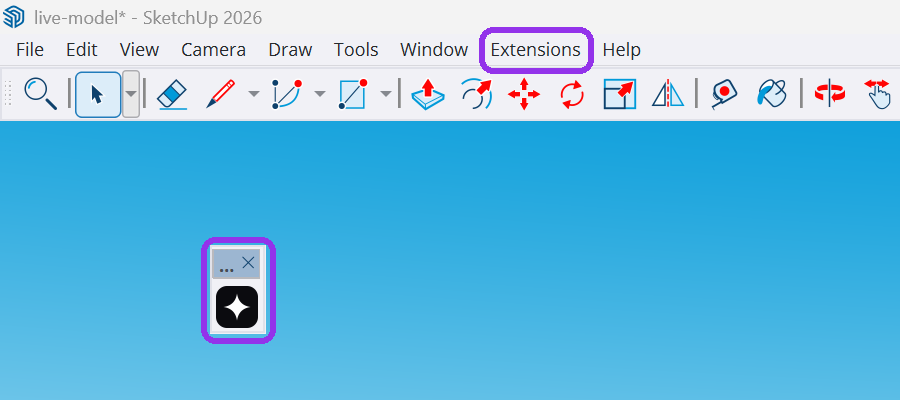 live-model* - SketchUp 2026
File Edit View Camera Draw Tools Window Extensions Help
...